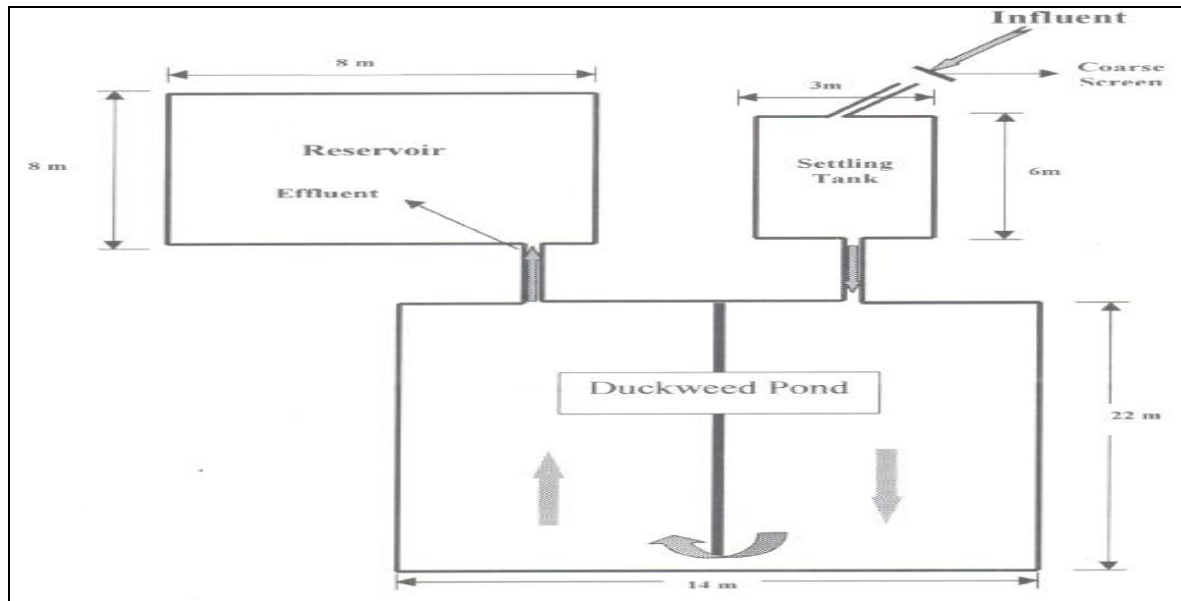 Influent
8 m
Coarse
Screen
3m
Reservoir
Settling
Tank
8 m
6m
Effluent
Duckweed Pond
22 m
14 m